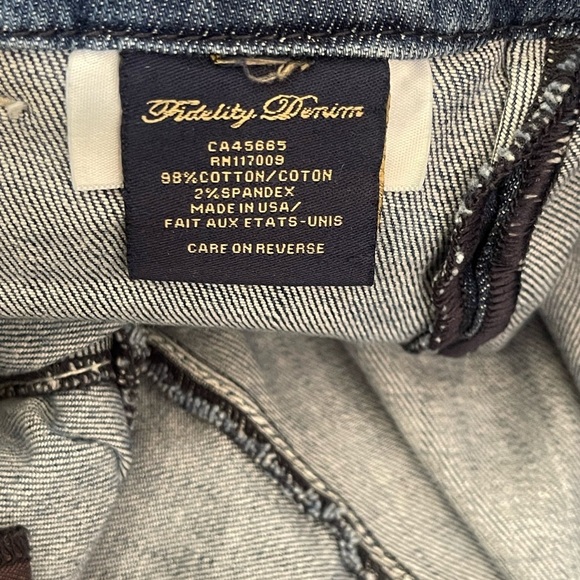 Fidelity Denim
CA45665
RN117009
98%COTTON/COTON
2%SPANDEX
MADE IN USA/
FAIT AUX ETATS-UNIS
CARE ON REVERSE